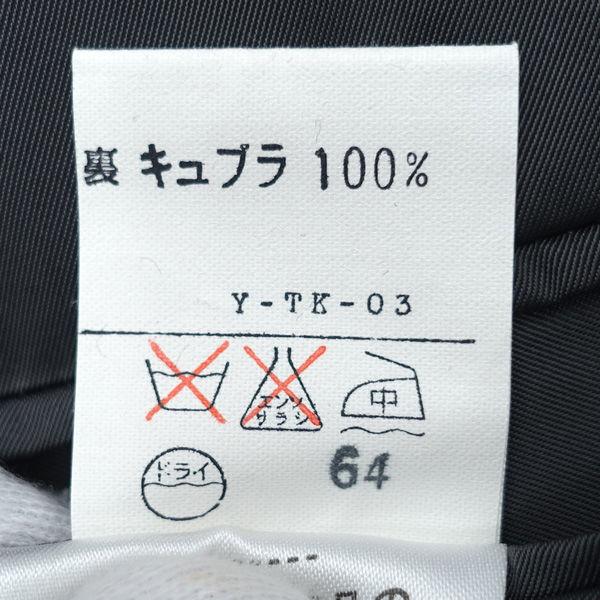 裏 キュプラ 100%
Y-TK-03
エンソ
サラシ
中
ドライ
64